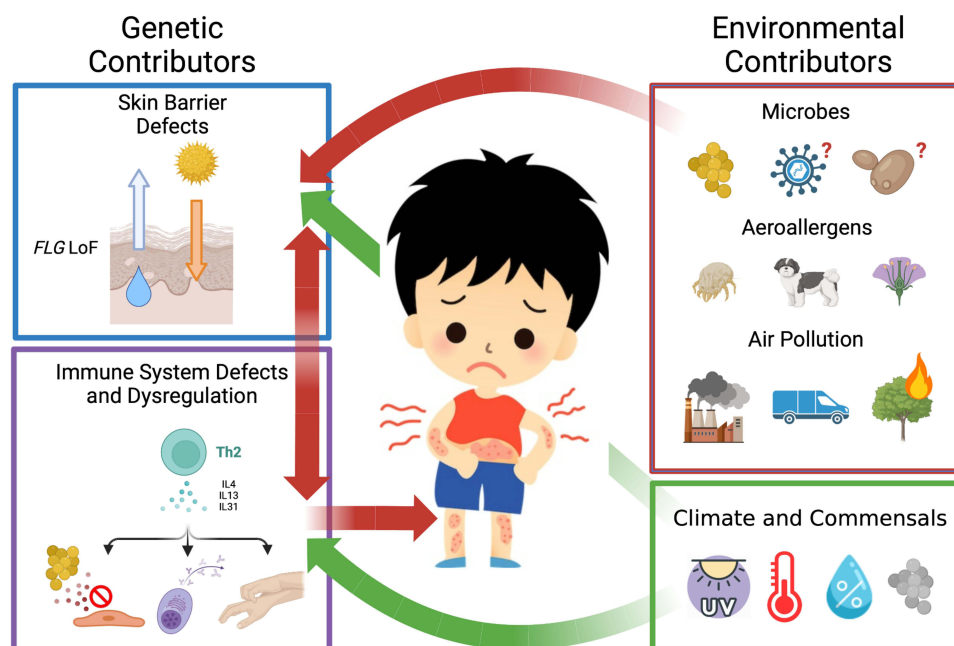 Genetic
Contributors
Skin Barrier
Defects
FLG LoF
Immune System Defects
and Dysregulation
Th2
IL4
IL13
IL31
Environmental
Contributors
Microbes
?
?
Aeroallergens
Air Pollution
Climate and Commensals
UV
%